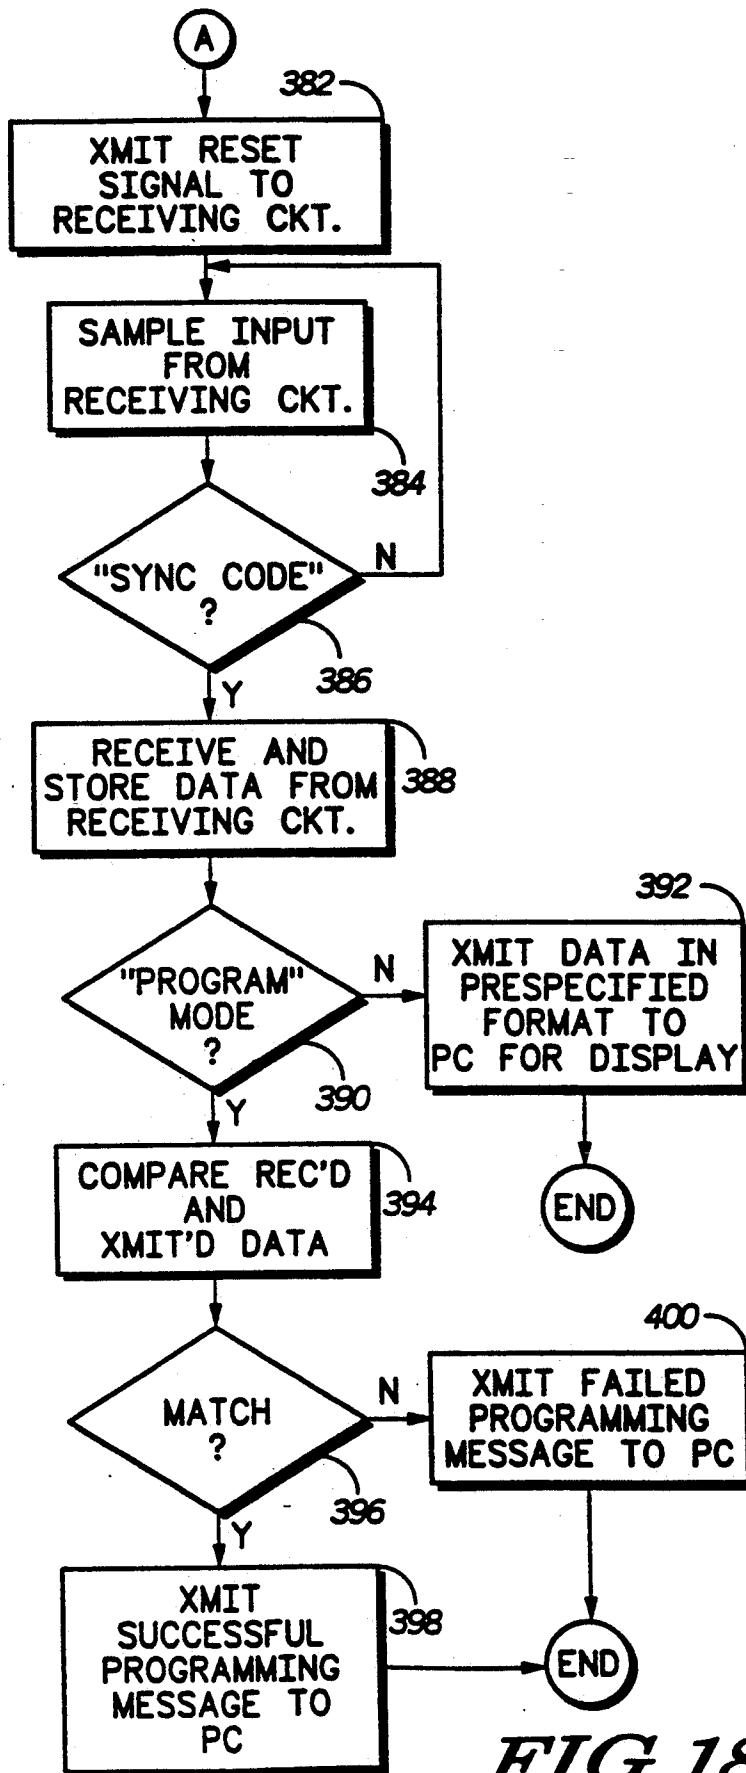 A
382
XMIT RESET
SIGNAL TO
RECEIVING CKT.
SAMPLE INPUT
FROM
RECEIVING CKT.
384
"SYNC CODE"
?
N
386
Y
RECEIVE AND
STORE DATA FROM
RECEIVING CKT.
388
"PROGRAM"
MODE
?
N
390
Y
392
XMIT DATA IN
PRESPECIFIED
FORMAT TO
PC FOR DISPLAY
END
COMPARE REC'D
AND
XMIT'D DATA
394
MATCH
?
N
396
Y
400
XMIT FAILED
PROGRAMMING
MESSAGE TO PC
XMIT
SUCCESSFUL
PROGRAMMING
MESSAGE TO
PC
398
END
FIG.18